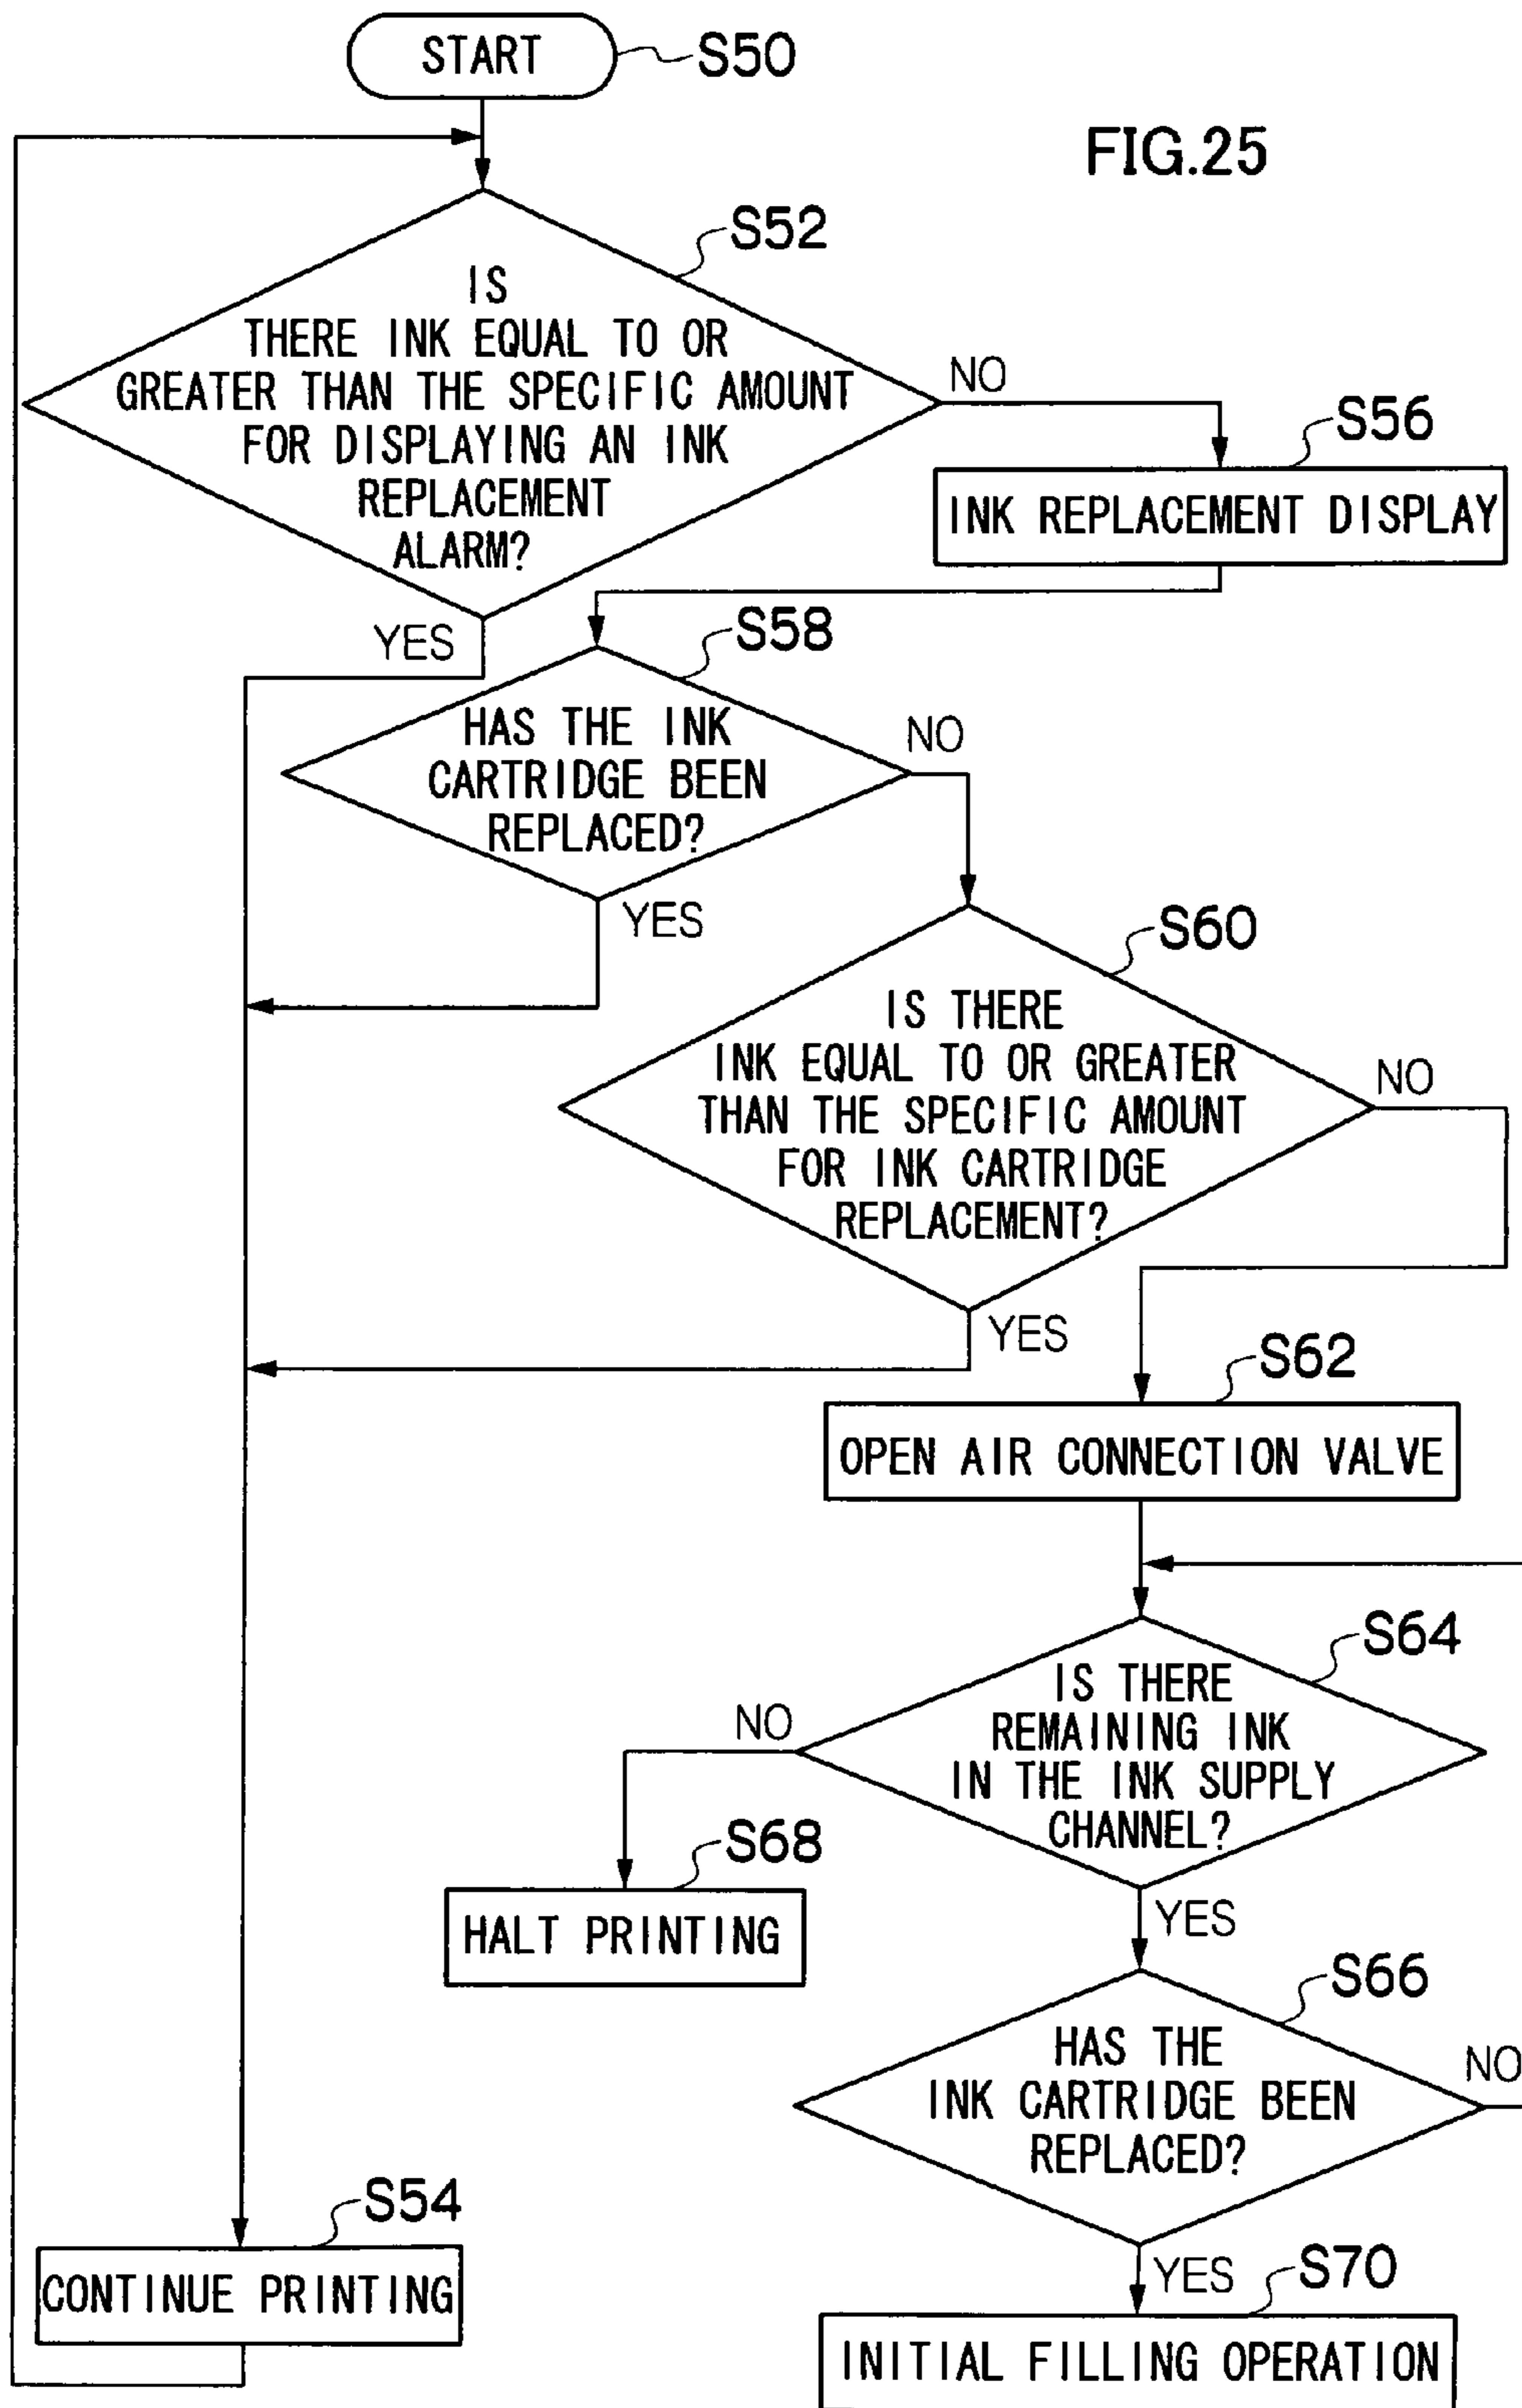 START
S50
FIG.25
S52
IS
THERE INK EQUAL TO OR
GREATER THAN THE SPECIFIC AMOUNT
FOR DISPLAYING AN INK
REPLACEMENT
ALARM?
NO
YES
S56
INK REPLACEMENT DISPLAY
S58
HAS THE INK
CARTRIDGE BEEN
REPLACED?
NO
YES
S60
IS THERE
INK EQUAL TO OR GREATER
THAN THE SPECIFIC AMOUNT
FOR INK CARTRIDGE
REPLACEMENT?
NO
YES
S62
OPEN AIR CONNECTION VALVE
S64
IS THERE
REMAINING INK
IN THE INK SUPPLY
CHANNEL?
NO
YES
S68
HALT PRINTING
S66
HAS THE
INK CARTRIDGE BEEN
REPLACED?
NO
YES
S54
CONTINUE PRINTING
S70
INITIAL FILLING OPERATION